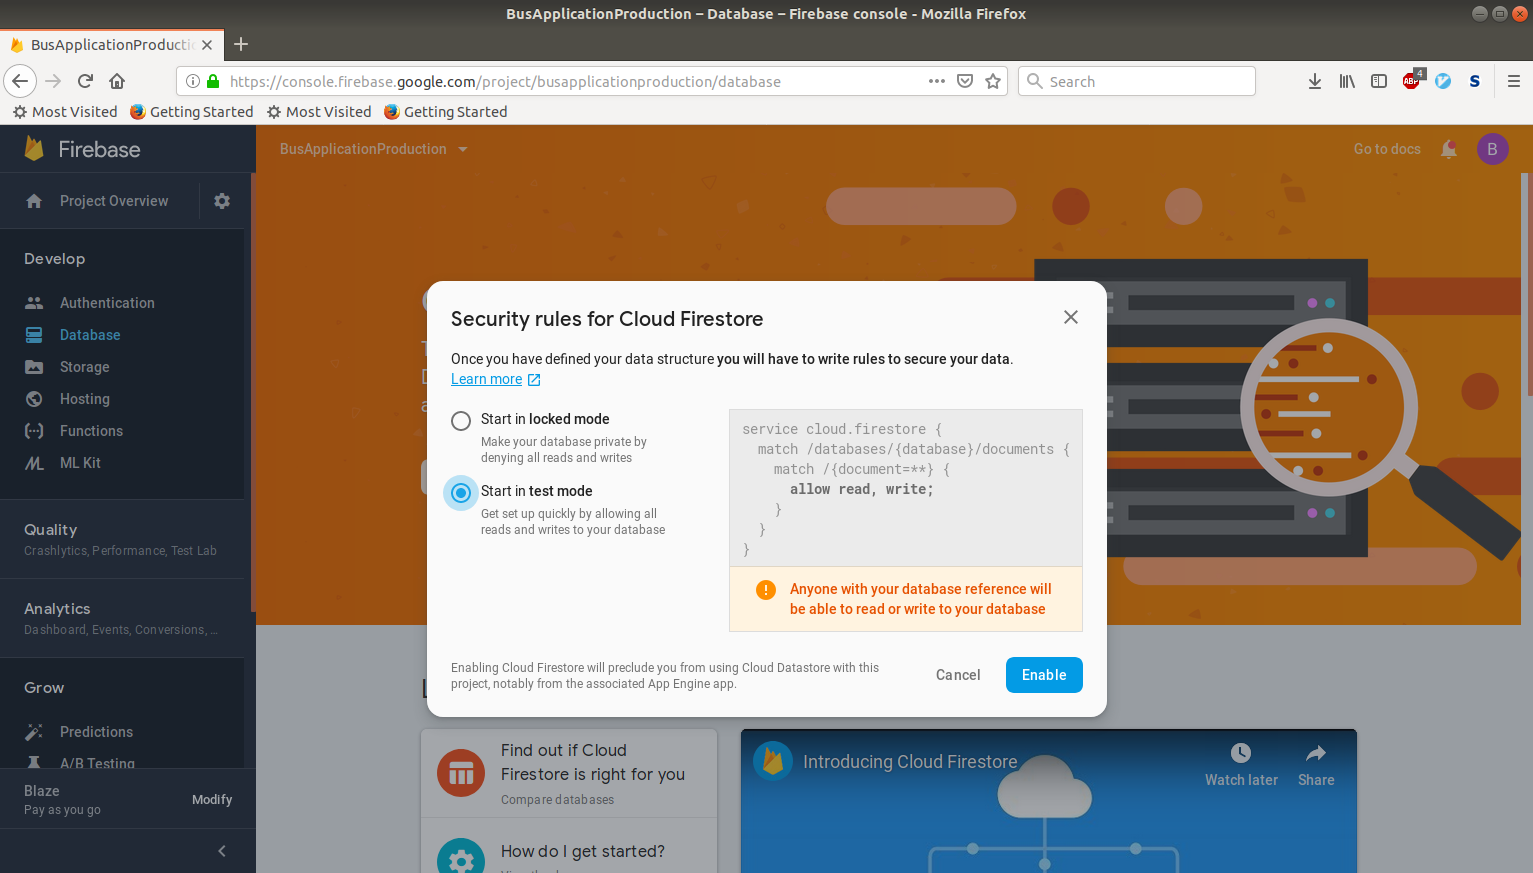 BusApplicationProduction – Database – Firebase console - Mozilla Firefox
BusApplicationProducti
https://console.firebase.google.com/project/busapplicationproduction/database
Search
ABP
4
S
Most Visited
Getting Started
Most Visited
Getting Started
Firebase
BusApplicationProduction
Go to docs
B
Project Overview
Develop
Authentication
Database
Storage
Hosting
Functions
ML Kit
Quality
Crashlytics, Performance, Test Lab
Analytics
Dashboard, Events, Conversions, ...
Grow
Predictions
A/B Testing
Blaze
Pay as you go
Modify
Security rules for Cloud Firestore
Once you have defined your data structure you will have to write rules to secure your data.
Learn more
Start in locked mode
Make your database private by
denying all reads and writes
Start in test mode
Get set up quickly by allowing all
reads and writes to your database
service cloud.firestore {
match /databases/{database}/documents {
match /{document=**} {
allow read, write;
}
}
}
Anyone with your database reference will
be able to read or write to your database
Enabling Cloud Firestore will preclude you from using Cloud Datastore with this
project, notably from the associated App Engine app.
Cancel
Enable
Find out if Cloud
Firestore is right for you
Compare databases
How do I get started?
Introducing Cloud Firestore
Watch later
Share